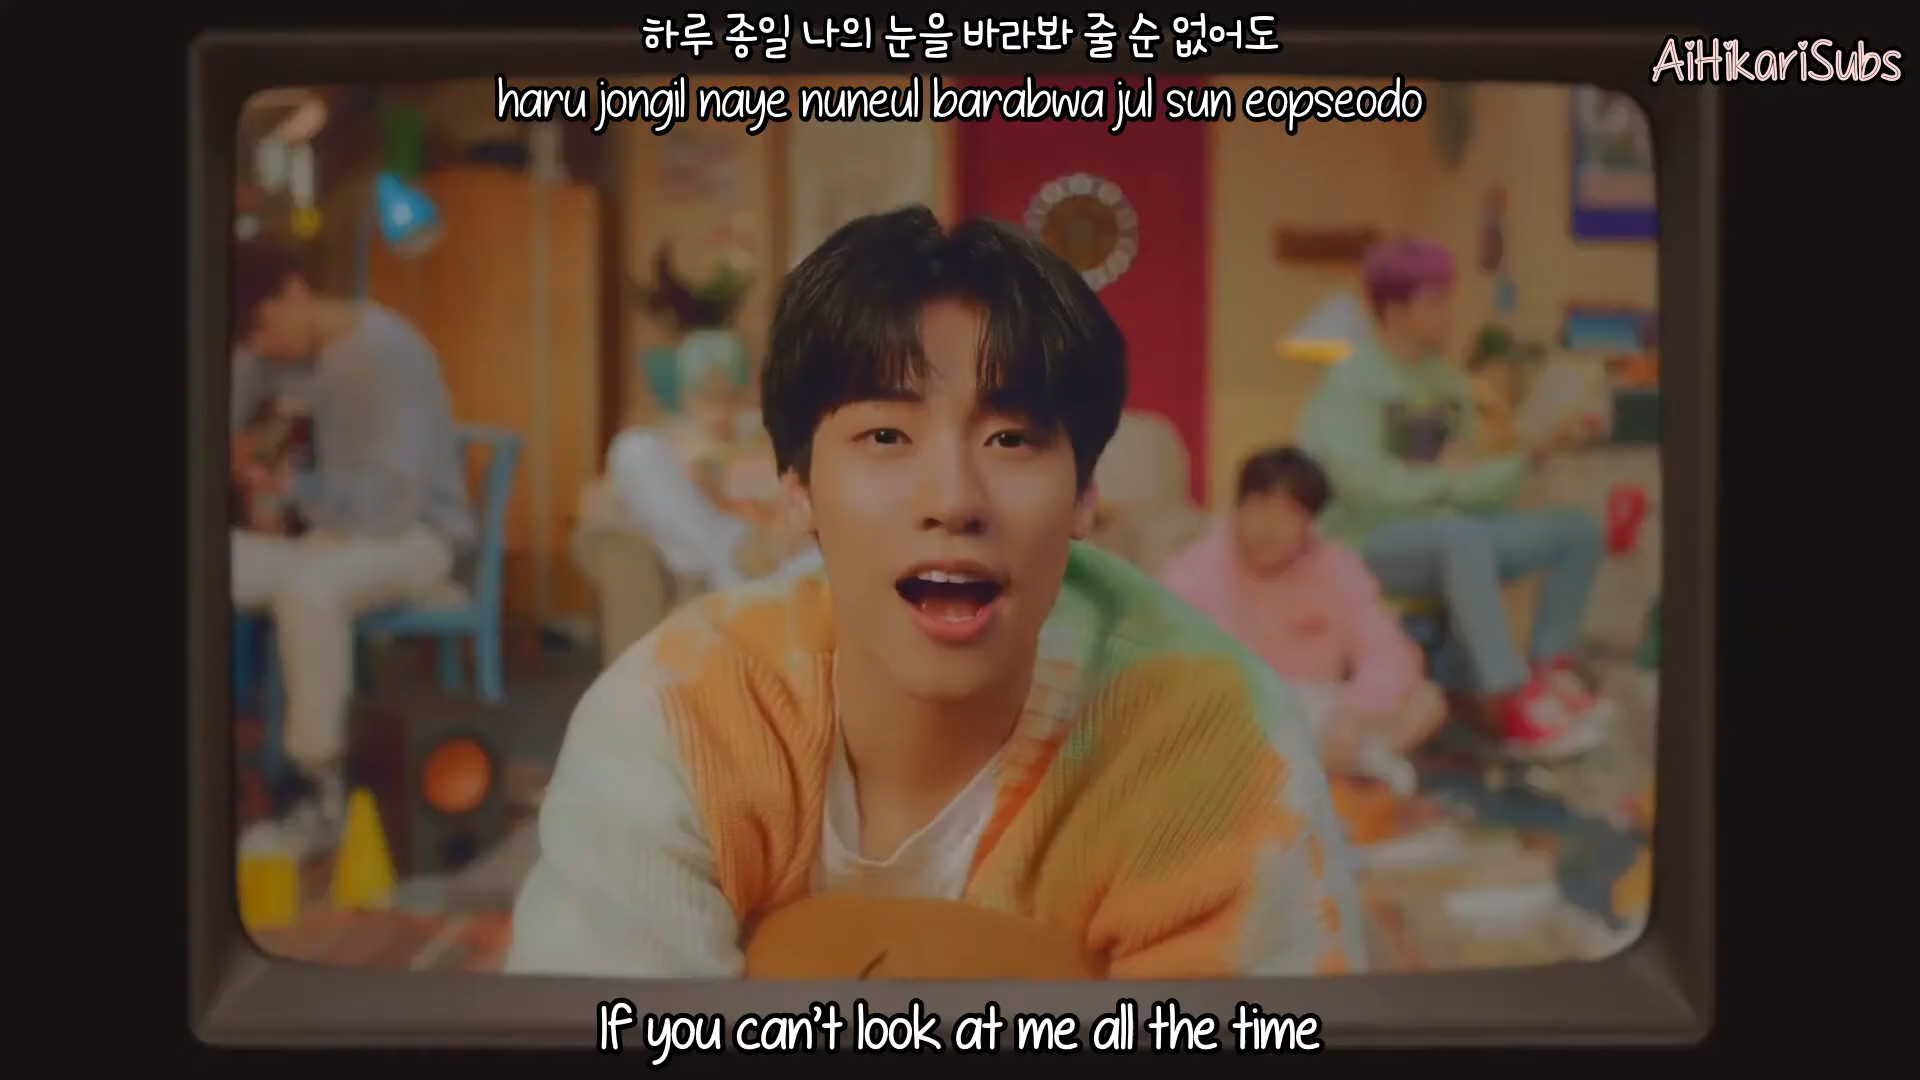 하루 종일 나의 눈을 바라봐 줄 순 없어도
AiHikariSubs
haru jongil naye nuneul barabwa jul sun eopseodo
If you can't look at me all the time